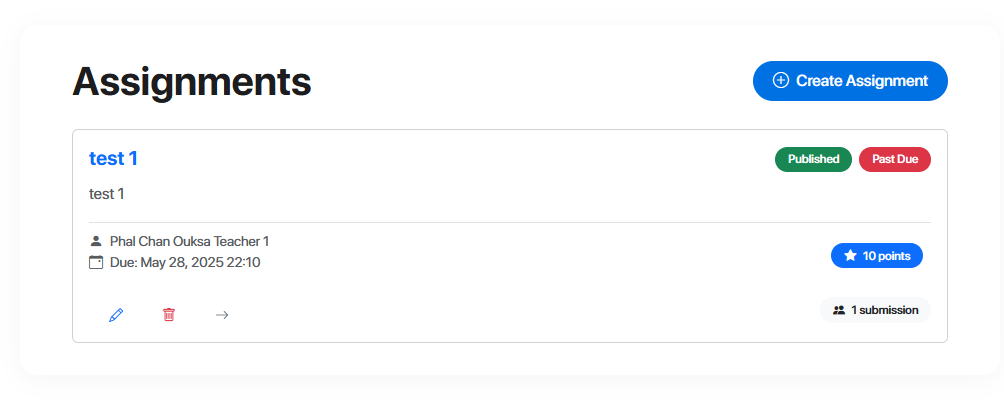 Assignments
Create Assignment
test 1
Published
Past Due
test 1
Phal Chan Ouksa Teacher 1
Due: May 28, 2025 22:10
10 points
1 submission